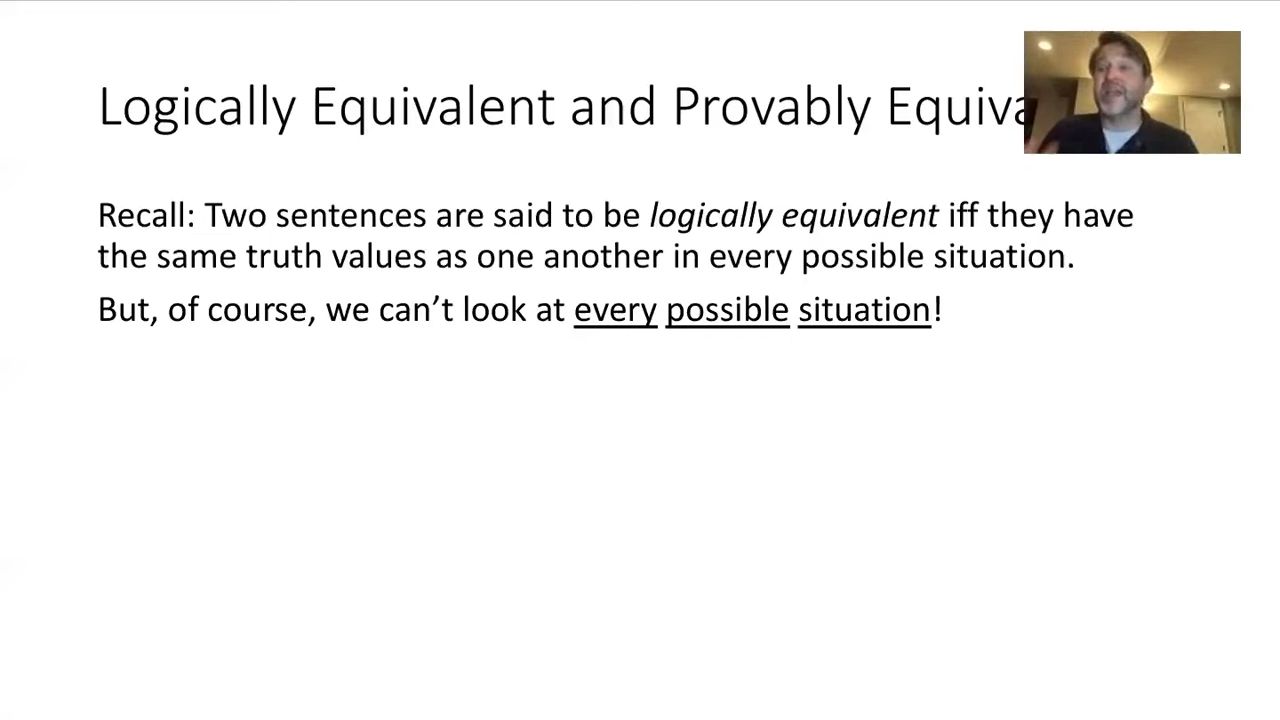 Logically Equivalent and Provably
Recall: Two sentences are said to be logically equivalent iff they have
the same truth values as one another in every possible situation.
But, of course, we can’t look at every possible situation!